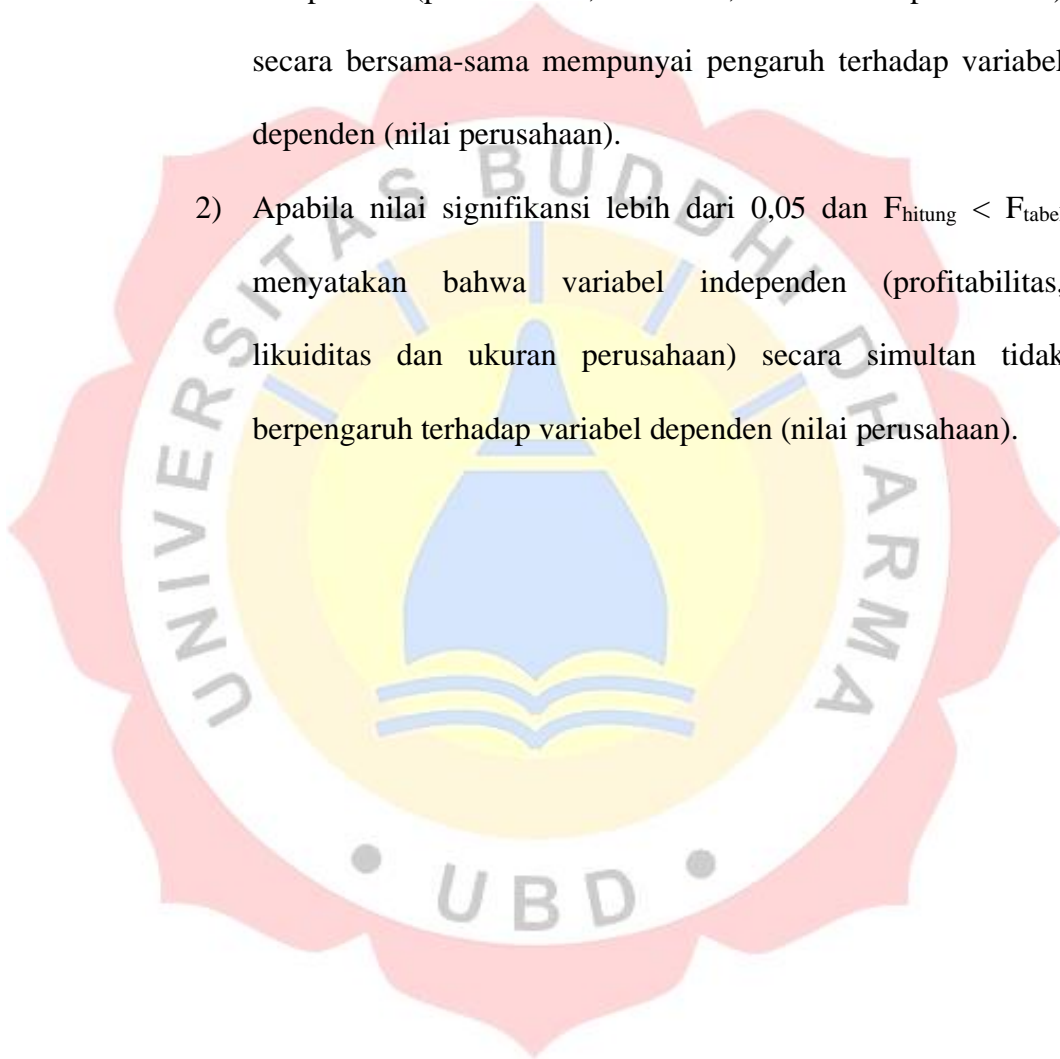 secara bersama-sama mempunyai pengaruh terhadap variabel
dependen (nilai perusahaan).
2) Apabila nilai signifikansi lebih dari 0,05 dan Fhitung < Ftabel
menyatakan bahwa variabel independen (profitabilitas,
likuiditas dan ukuran perusahaan) secara simultan tidak
berpengaruh terhadap variabel dependen (nilai perusahaan).
UNIVERSITAS BUDDHI DHARMA
• UBD •